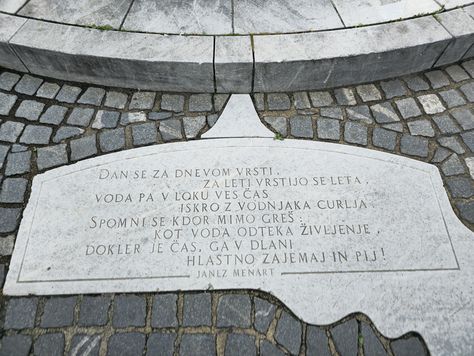 DAN SE ZA DNEVOM VRSTI,
ZA LETI VRSTIJO SE LETA,
VODA PA V LOKU VES ČAS,
ISKRO Z VODNJAKA CURLJA.
SPOMNI SE KDOR MIMO GREŠ:
KOT VODA ODTEKA ŽIVLJENJE,
DOKLER JE ČAS, GA V DLANI
HLASTNO ZAJEMAJ IN PIJ!
JANEZ MENART